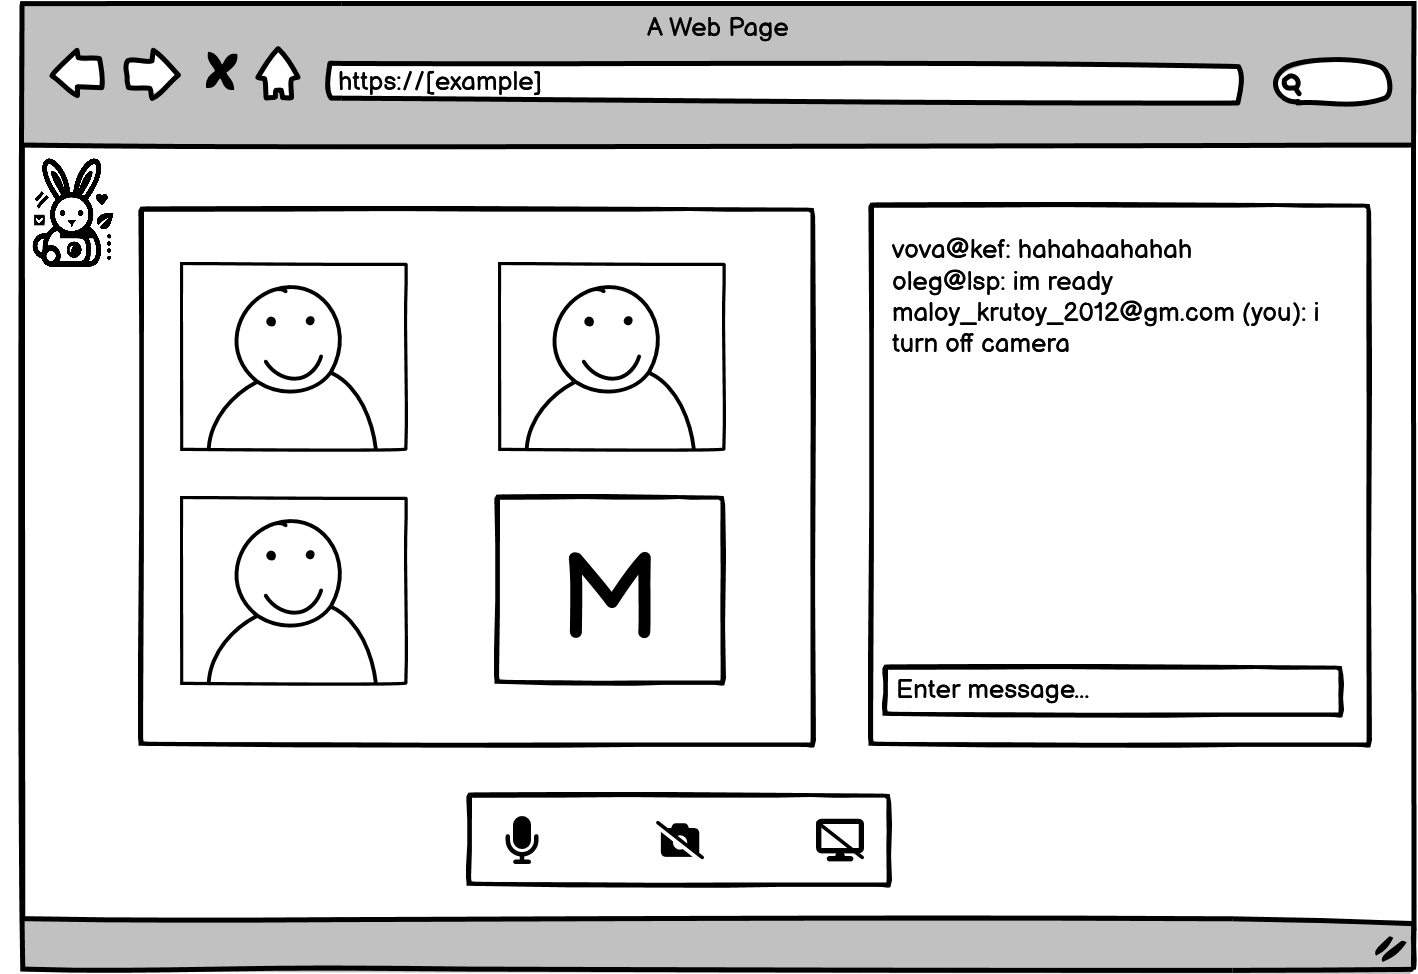 A Web Page
https://[example]
vova@kef: hahahaahahah
oleg@lsp: im ready
maloy_krutoy_2012@gm.com (you): i
turn off camera
M
Enter message...